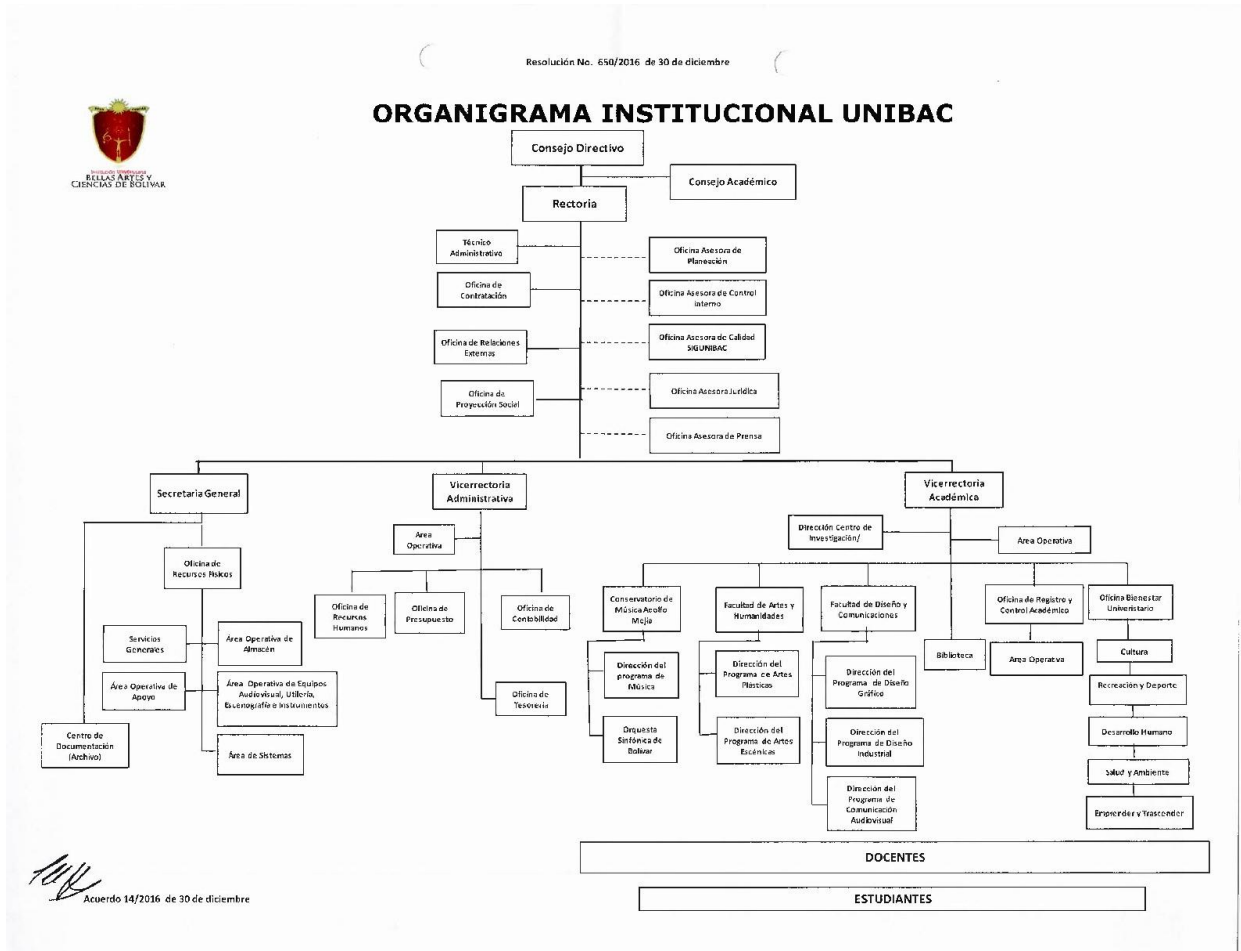 Resolución No. 650/2016 de 30 de diciembre
ORGANIGRAMA INSTITUCIONAL UNIBAC
BELLAS ARTES Y
CIENCIAS DE BOLIVAR
Consejo Directivo
Consejo Académico
Rectoria
Técnico
Administrativo
Oficina Asesora de
Planeación
Oficina de
Contratación
Oficina Asesora de Control
Interno
Oficina de Relaciones
Externas
Oficina Asesora de Calidad
SIGUNIBAC
Oficina de
Proyección Social
Oficina Asesora Jurídica
Oficina Asesora de Prensa
Secretaria General
Vicerrectoria
Administrativa
Vicerrectoria
Académica
Area
Operativa
Dirección Centro de
Investigación/
Area Operativa
Oficina de
Recursos Físicos
Oficina de
Recursos
Humanos
Oficina de
Presupuesto
Oficina de
Contabilidad
Conservatorio de
Música Adolfo
Mejía
Facultad de Artes y
Humanidades
Facultad de Diseño y
Comunicaciones
Oficina de Registro y
Control Académico
Oficina Bienestar
Univeristario
Servicios
Generales
Área Operativa de
Almacén
Biblioteca
Area Operativa
Cultura
Área Operativa de
Apoyo
Área Operativa de Equipos
Audiovisual, Utilería,
Escenografía e Instrumentos
Oficina de
Tesorería
Dirección del
programa de
Música
Dirección del
Programa de Artes
Plásticas
Dirección del
Programa de Diseño
Gráfico
Recreación y Deporte
Centro de
Documentación
(Archivo)
Área de Sistemas
Orquesta
Sinfónica de
Bolívar
Dirección del
Programa de Artes
Escénicas
Dirección del
Programa de Diseño
Industrial
Desarrollo Humano
Salud y Ambiente
Dirección del
Programa de
Comunicación
Audiovisual
Emprender y Trascender
DOCENTES
ESTUDIANTES
Acuerdo 14/2016 de 30 de diciembre